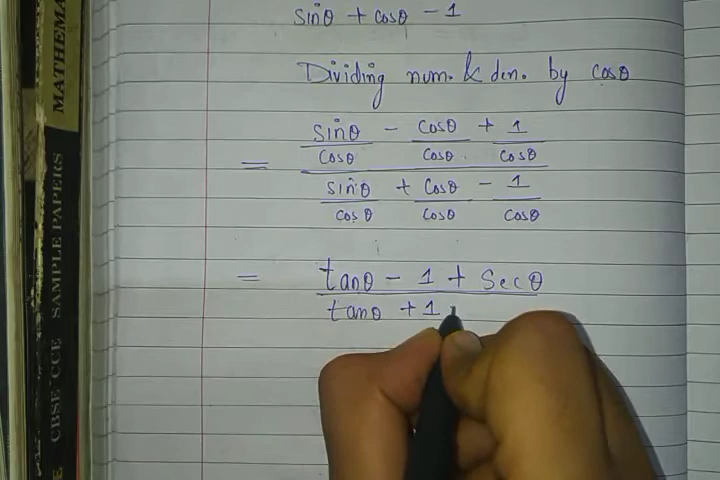 sinθ + cosθ - 1
Dividing num. & den. by cosθ
= sinθ/cosθ - cosθ/cosθ + 1/cosθ
sinθ/cosθ + cosθ/cosθ - 1/cosθ
= tanθ - 1 + secθ
tanθ + 1
MATHEMA
CBSE CCE SAMPLE PAPERS